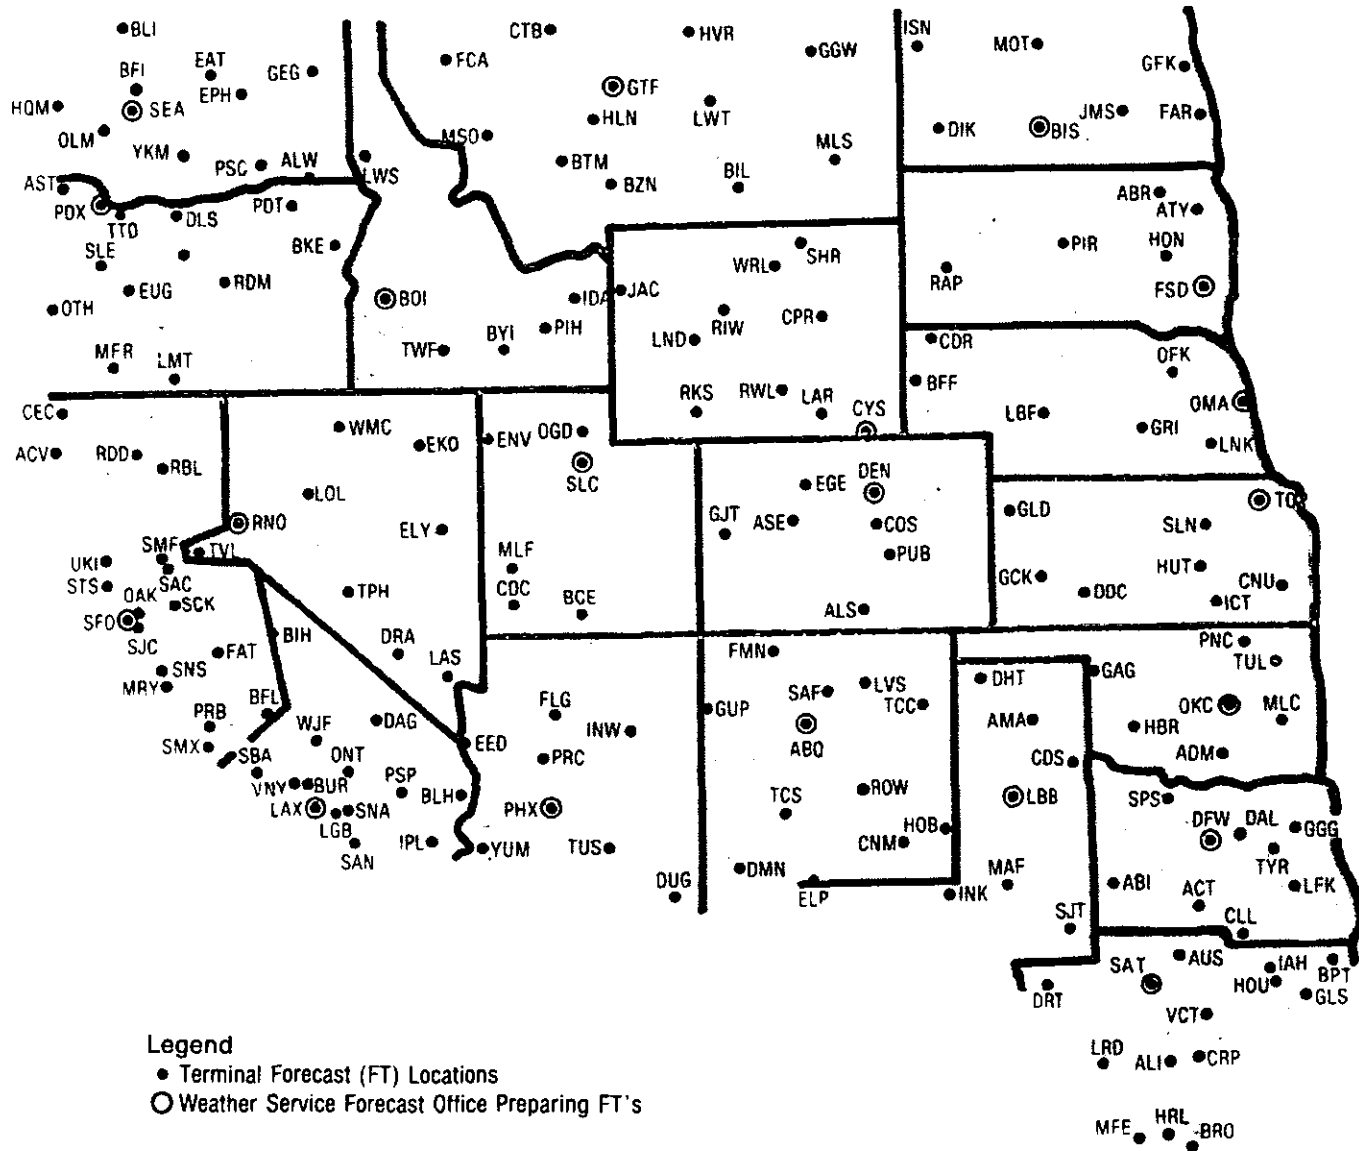 BLI
CTB
HVR
ISN
MOT
GGW
EAT
FCA
BFI
GEG
GFK
GTF
EPH
HQM
SEA
LWT
JMS
FAR
HLN
DIK
BIS
OLM
MSO
MLS
YKM
PSC
ALW
BTM
LWS
BZN
BIL
AST
PDX
TTD
DLS
PDT
ABR
ATY
SLE
BKE
SHR
PIR
HON
WRL
RAP
EUG
RDM
BOI
IDA
JAC
FSD
OTH
RIW
CPR
PIH
LND
CDR
MFR
LMT
TWF
BYI
OFK
BFF
RKS
RWL
LAR
CYS
LBF
OMA
CEC
WMC
GRI
EKO
ENV
OGD
LNK
ACV
RDD
RBL
SLC
DEN
EGE
LOL
TOP
GLD
RNO
ELY
GJT
ASE
COS
SLN
SMF
TVL
UKI
MLF
PUB
HUT
SAC
GCK
CNU
STS
OAK
SCK
TPH
CDC
BCE
DDC
ICT
SFO
ALS
SJC
BIH
DRA
PNC
FAT
FMN
TUL
SNS
LAS
GAG
MRY
LVS
DHT
SAF
BFL
FLG
TCC
GUP
OKC
MLC
PRB
WJF
DAG
INW
AMA
HBR
SMX
SBA
EED
ABQ
ADM
ONT
PRC
CDS
VNY
BUR
PSP
BLH
ROW
LBB
SPS
LAX
SNA
PHX
TCS
LGB
DFW
DAL
GGG
HOB
SAN
IPL
YUM
TUS
CNM
TYR
DMN
MAF
DUG
ABI
ACT
LFK
ELP
INK
SJT
CLL
AUS
SAT
IAH
BPT
HOU
DRT
GLS
VCT
LRD
ALI
CRP
MFE
HRL
BRO
Legend
Terminal Forecast (FT) Locations
Weather Service Forecast Office Preparing FT's